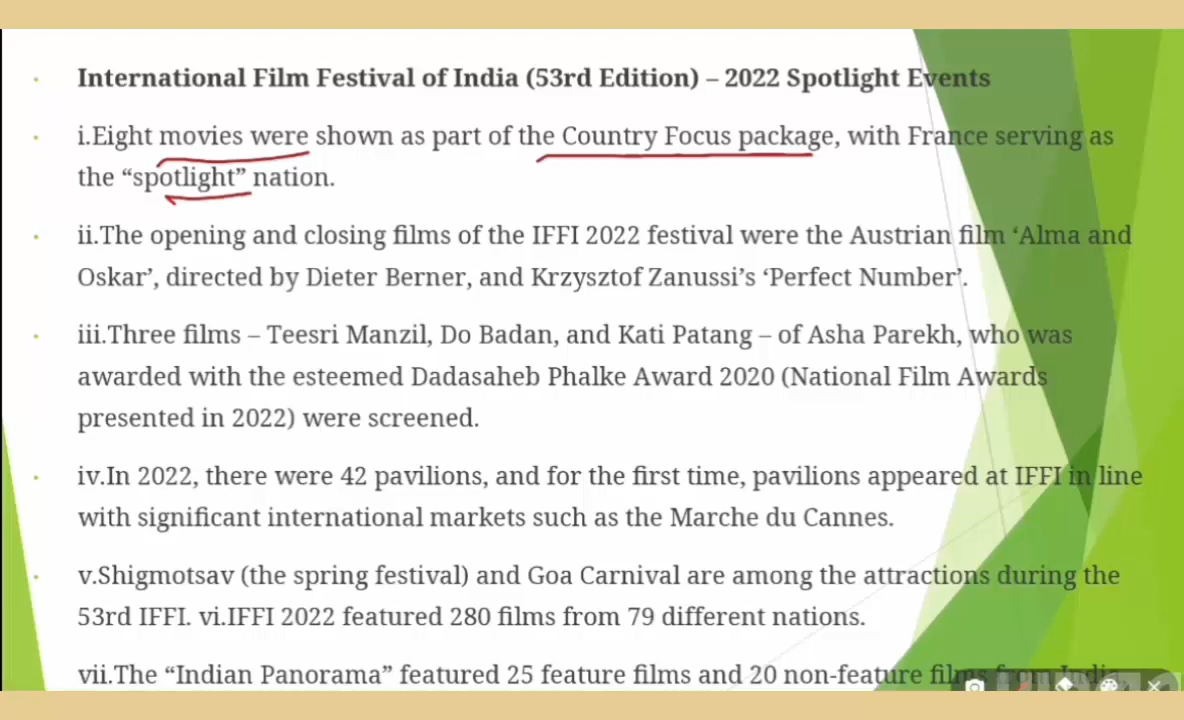 International Film Festival of India (53rd Edition) – 2022 Spotlight Events
i.Eight movies were shown as part of the Country Focus package, with France serving as
the “spotlight” nation.
ii.The opening and closing films of the IFFI 2022 festival were the Austrian film ‘Alma and
Oskar’, directed by Dieter Berner, and Krzysztof Zanussi’s ‘Perfect Number’.
iii.Three films – Teesri Manzil, Do Badan, and Kati Patang – of Asha Parekh, who was
awarded with the esteemed Dadasaheb Phalke Award 2020 (National Film Awards
presented in 2022) were screened.
iv.In 2022, there were 42 pavilions, and for the first time, pavilions appeared at IFFI in line
with significant international markets such as the Marche du Cannes.
v.Shigmotsav (the spring festival) and Goa Carnival are among the attractions during the
53rd IFFI. vi.IFFI 2022 featured 280 films from 79 different nations.
vii.The “Indian Panorama” featured 25 feature films and 20 non-feature films from India